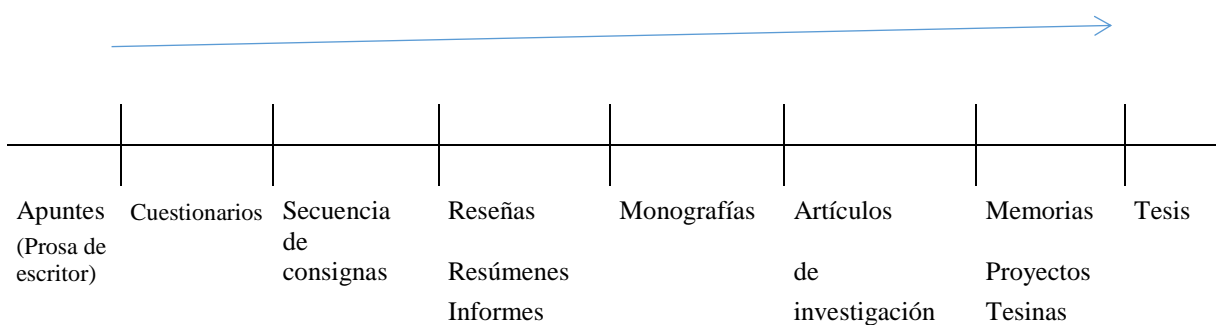 Apuntes
(Prosa de
escritor)
Cuestionarios
Secuencia
de
consignas
Reseñas
Resúmenes
Informes
Monografías
Artículos
de
investigación
Memorias
Proyectos
Tesinas
Tesis